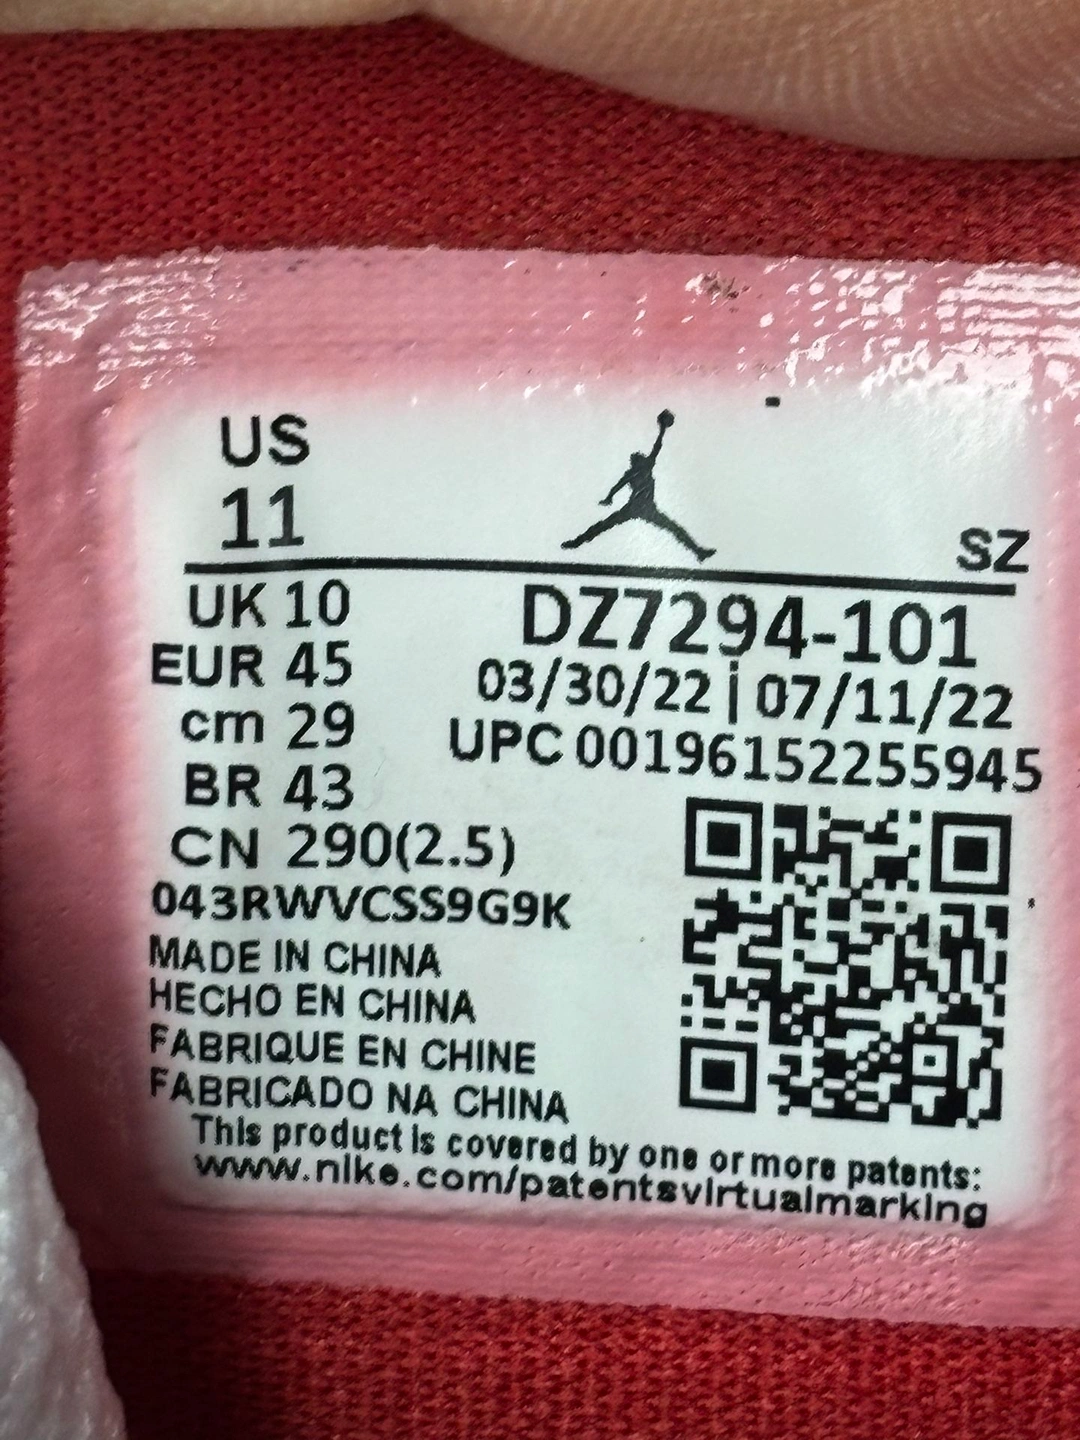 US
11
SZ
UK 10
EUR 45
cm 29
BR 43
CN 290(2.5)
DZ7294-101
03/30/22 | 07/11/22
UPC 00196152255945
043RWVCSS9G9K
MADE IN CHINA
HECHO EN CHINA
FABRIQUE EN CHINE
FABRICADO NA CHINA
This product is covered by one or more patents:
www.nike.com/patentsvirtualmarking